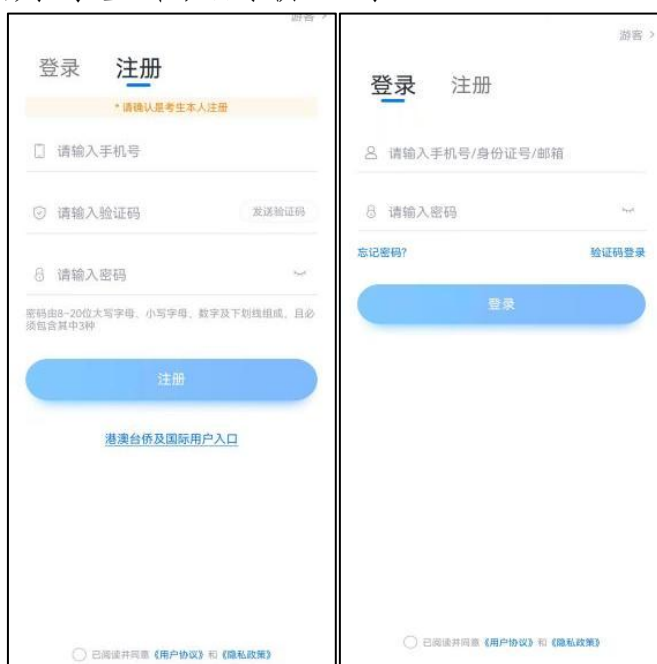 游客 >
登录 注册
* 请确认是考生本人注册
请输入手机号
请输入验证码 发送验证码
请输入密码
密码由8-20位大写字母、小写字母、数字及下划线组成，且必
须包含其中3种
注册
港澳台侨及国际用户入口
已阅读并同意《用户协议》和《隐私政策》
游客 >
登录 注册
请输入手机号/身份证号/邮箱
请输入密码
忘记密码? 验证码登录
登录
已阅读并同意《用户协议》和《隐私政策》